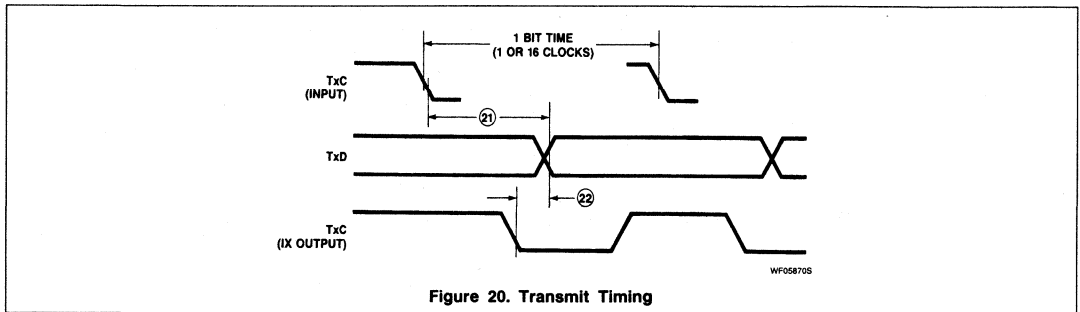 1 BIT TIME
(1 OR 16 CLOCKS)
TxC
(INPUT)
21
TxD
22
TxC
(IX OUTPUT)
WF05870S
Figure 20. Transmit Timing